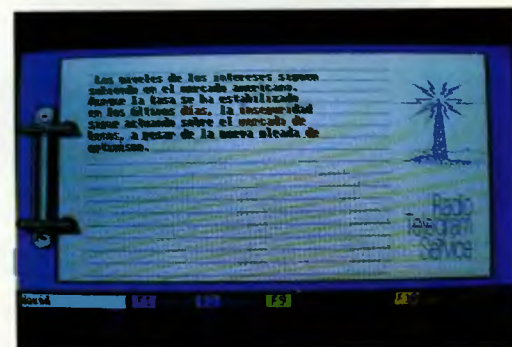 Los niveles de los intereses siguen
subiendo en el mercado americano.
Aunque la tasa se ha estabilizado
en los últimos días, la inseguridad
sigue actuando sobre el mercado de
bonos, a pesar de la nueva oleada de
optimismo.
Radio
Telegram
Service
F1
F9